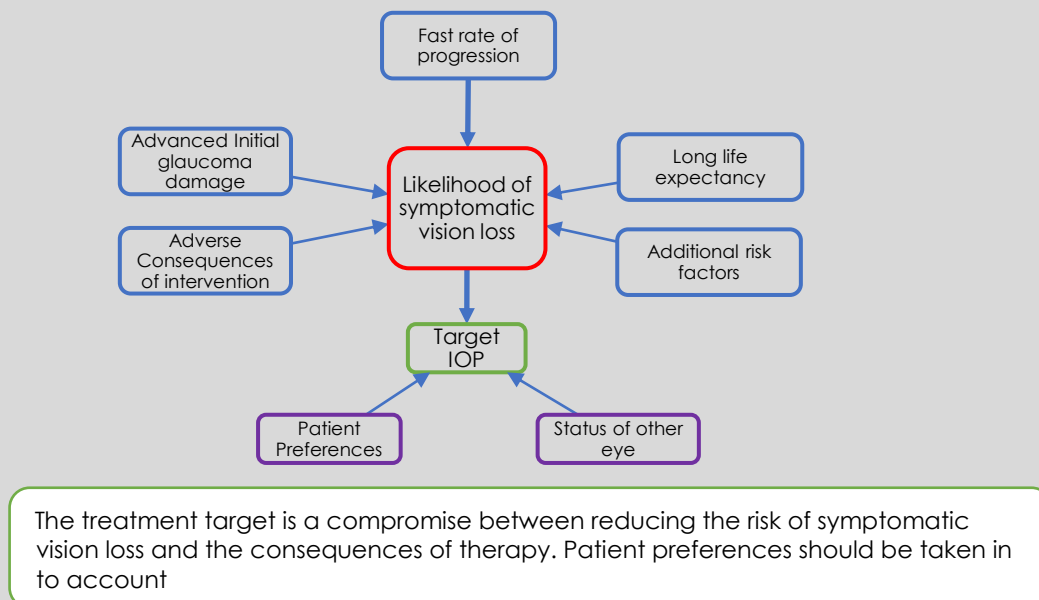 Fast rate of
progression
Advanced Initial
glaucoma
damage
Long life
expectancy
Likelihood of
symptomatic
vision loss
Adverse
Consequences
of intervention
Additional risk
factors
Target
IOP
Patient
Preferences
Status of other
eye
The treatment target is a compromise between reducing the risk of symptomatic
vision loss and the consequences of therapy. Patient preferences should be taken in
to account